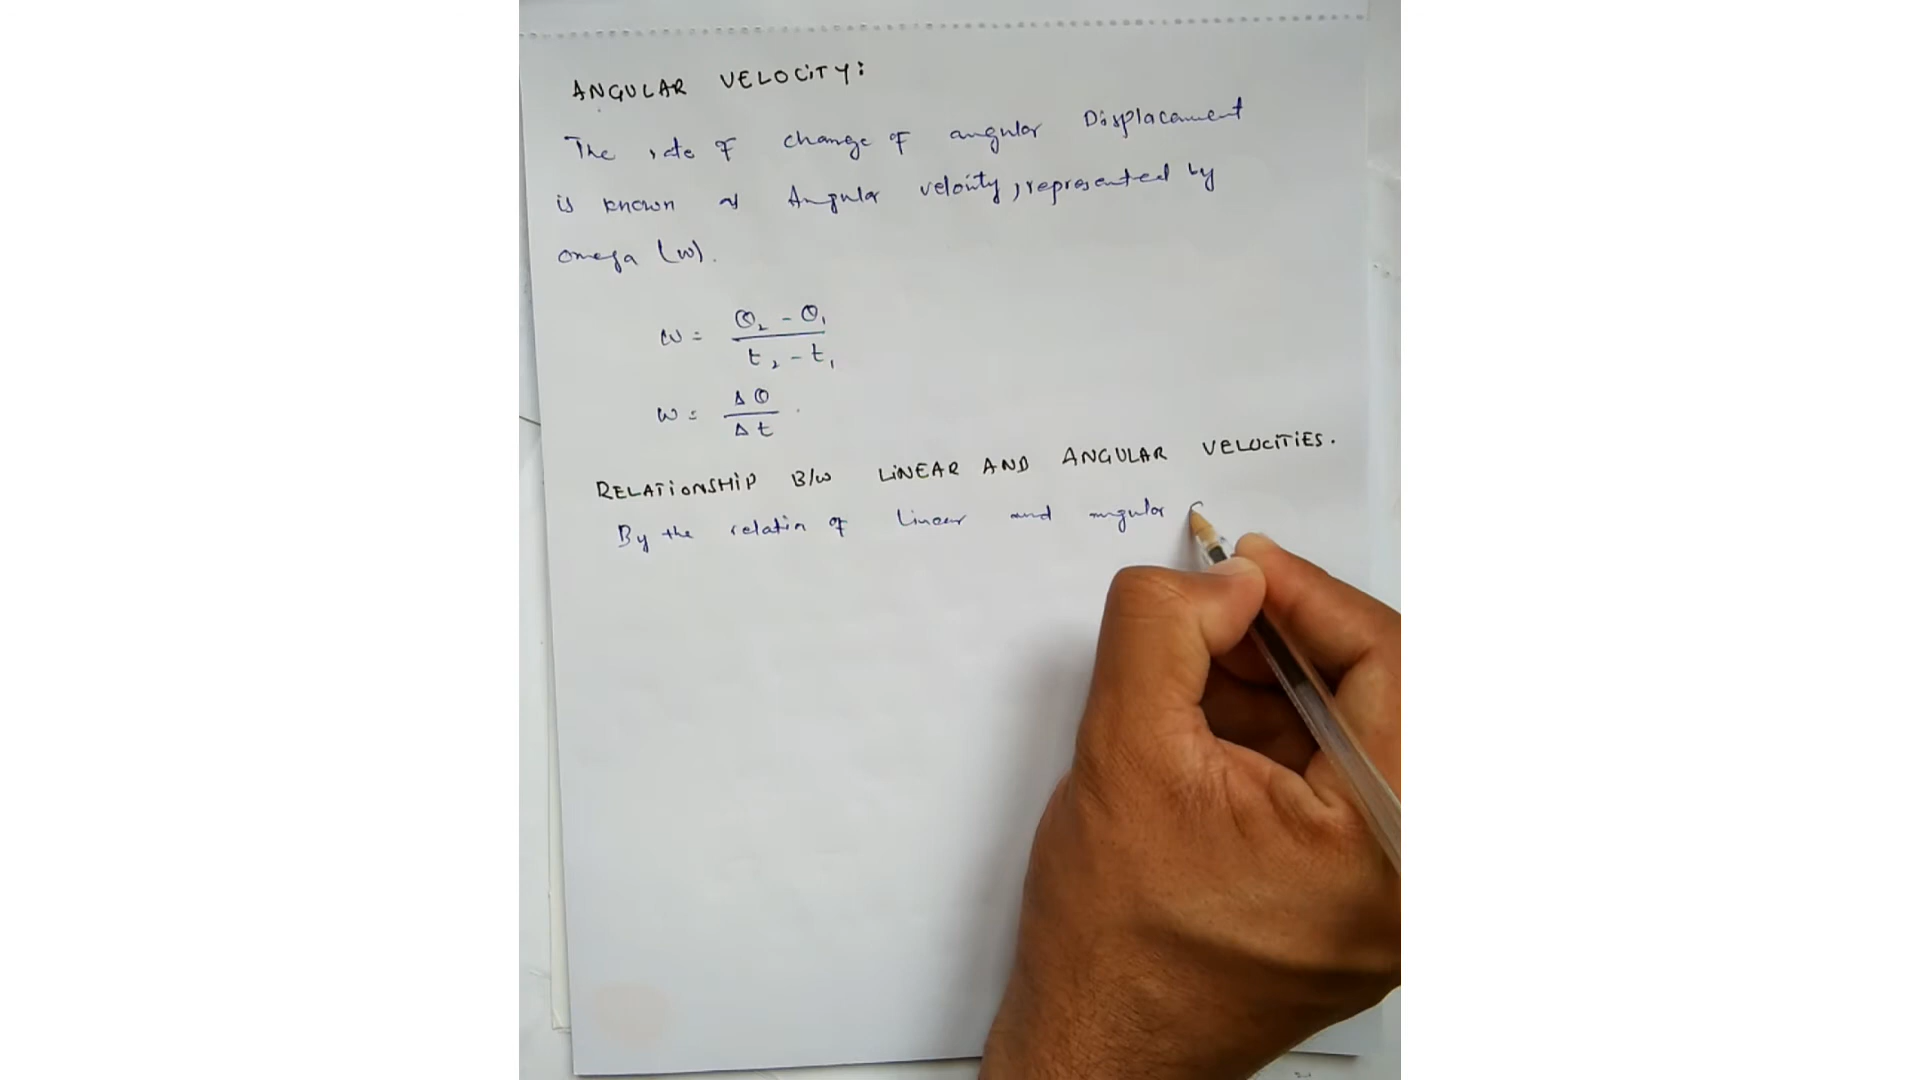 ANGULAR VELOCITY:
The rate of change of angular Displacament
is known as Angular velocity, represented by
omega (ω).
ω = θ₂ - θ₁ / t₂ - t₁
ω = Δθ / Δt
RELATIONSHIP B/W LINEAR AND ANGULAR VELOCITIES.
By the relation of linear and angular